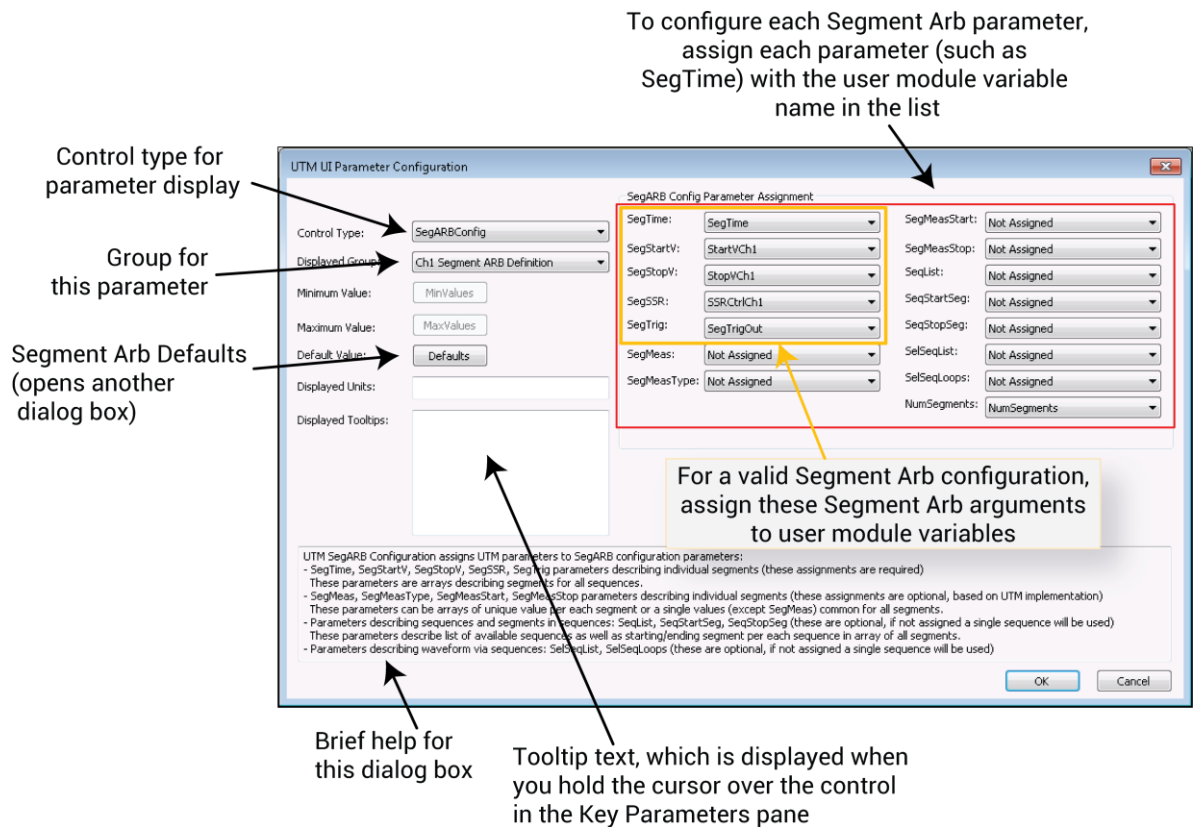 To configure each Segment Arb parameter,
assign each parameter (such as
SegTime) with the user module variable
name in the list
Control type for
parameter display
Group for
this parameter
Segment Arb Defaults
(opens another
dialog box)
UTM UI Parameter Configuration
Control Type:
SegARBConfig
Displayed Group:
Ch1 Segment ARB Definition
Minimum Value:
MinValues
Maximum Value:
MaxValues
Default Value:
Defaults
Displayed Units:
Displayed Tooltips:
SegARB Config Parameter Assignment
SegTime:
SegTime
SegStartV:
StartVCh1
SegStopV:
StopVCh1
SegSSR:
SSRCtrlCh1
SegTrig:
SegTrigOut
SegMeas:
Not Assigned
SegMeasType:
Not Assigned
SegMeasStart:
Not Assigned
SegMeasStop:
Not Assigned
SeqList:
Not Assigned
SeqStartSeg:
Not Assigned
SeqStopSeg:
Not Assigned
SelSeqList:
Not Assigned
SelSeqLoops:
Not Assigned
NumSegments:
NumSegments
For a valid Segment Arb configuration,
assign these Segment Arb arguments
to user module variables
UTM SegARB Configuration assigns UTM parameters to SegARB configuration parameters:
- SegTime, SegStartV, SegStopV, SegSSR, SegTrig parameters describing individual segments (these assignments are required)
These parameters are arrays describing segments for all sequences.
- SegMeas, SegMeasType, SegMeasStart, SegMeasStop parameters describing individual segments (these assignments are optional, based on UTM implementation)
These parameters can be arrays of unique value per each segment or a single values (except SegMeas) common for all segments.
- Parameters describing sequences and segments in sequences: SeqList, SeqStartSeg, SeqStopSeg (these are optional, if not assigned a single sequence will be used)
These parameters describe list of available sequences as well as starting/ending segment per each sequence in array of all segments.
- Parameters describing waveform via sequences: SelSeqList, SelSeqLoops (these are optional, if not assigned a single sequence will be used)
OK
Cancel
Brief help for
this dialog box
Tooltip text, which is displayed when
you hold the cursor over the control
in the Key Parameters pane